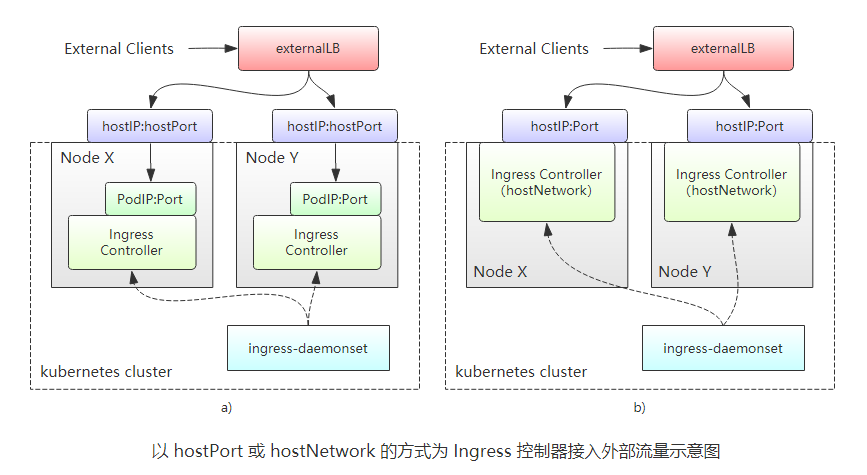 External Clients
externalLB
hostIP:hostPort
hostIP:hostPort
Node X
Node Y
PodIP:Port
PodIP:Port
Ingress
Controller
Ingress
Controller
ingress-daemonset
kubernetes cluster
a)
External Clients
externalLB
hostIP:Port
hostIP:Port
Ingress Controller
(hostNetwork)
Ingress Controller
(hostNetwork)
Node X
Node Y
ingress-daemonset
kubernetes cluster
b)
以 hostPort 或 hostNetwork 的方式为 Ingress 控制器接入外部流量示意图